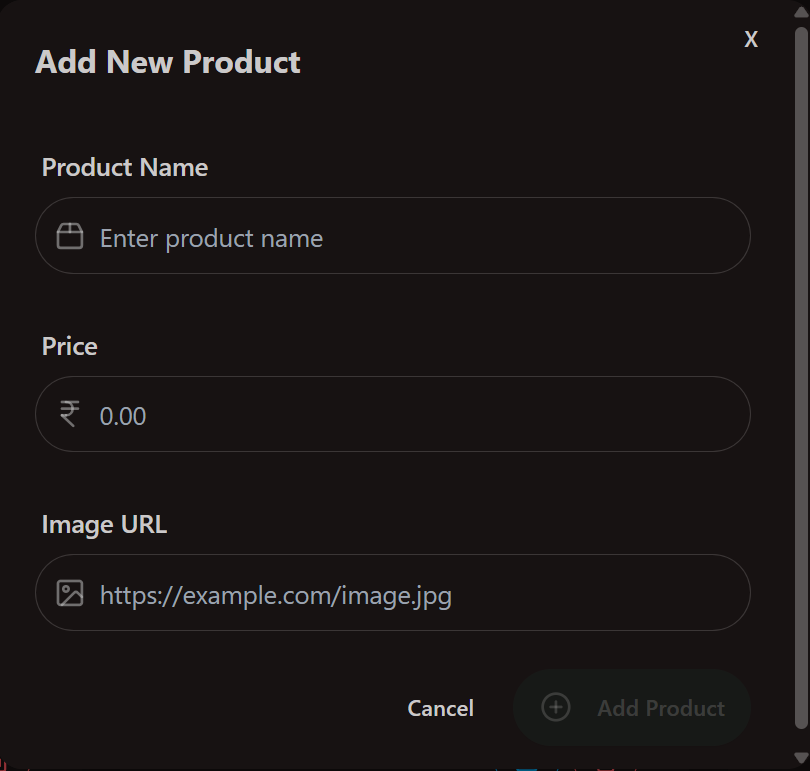 X
Add New Product
Product Name
Enter product name
Price
₹ 0.00
Image URL
https://example.com/image.jpg
Cancel
Add Product